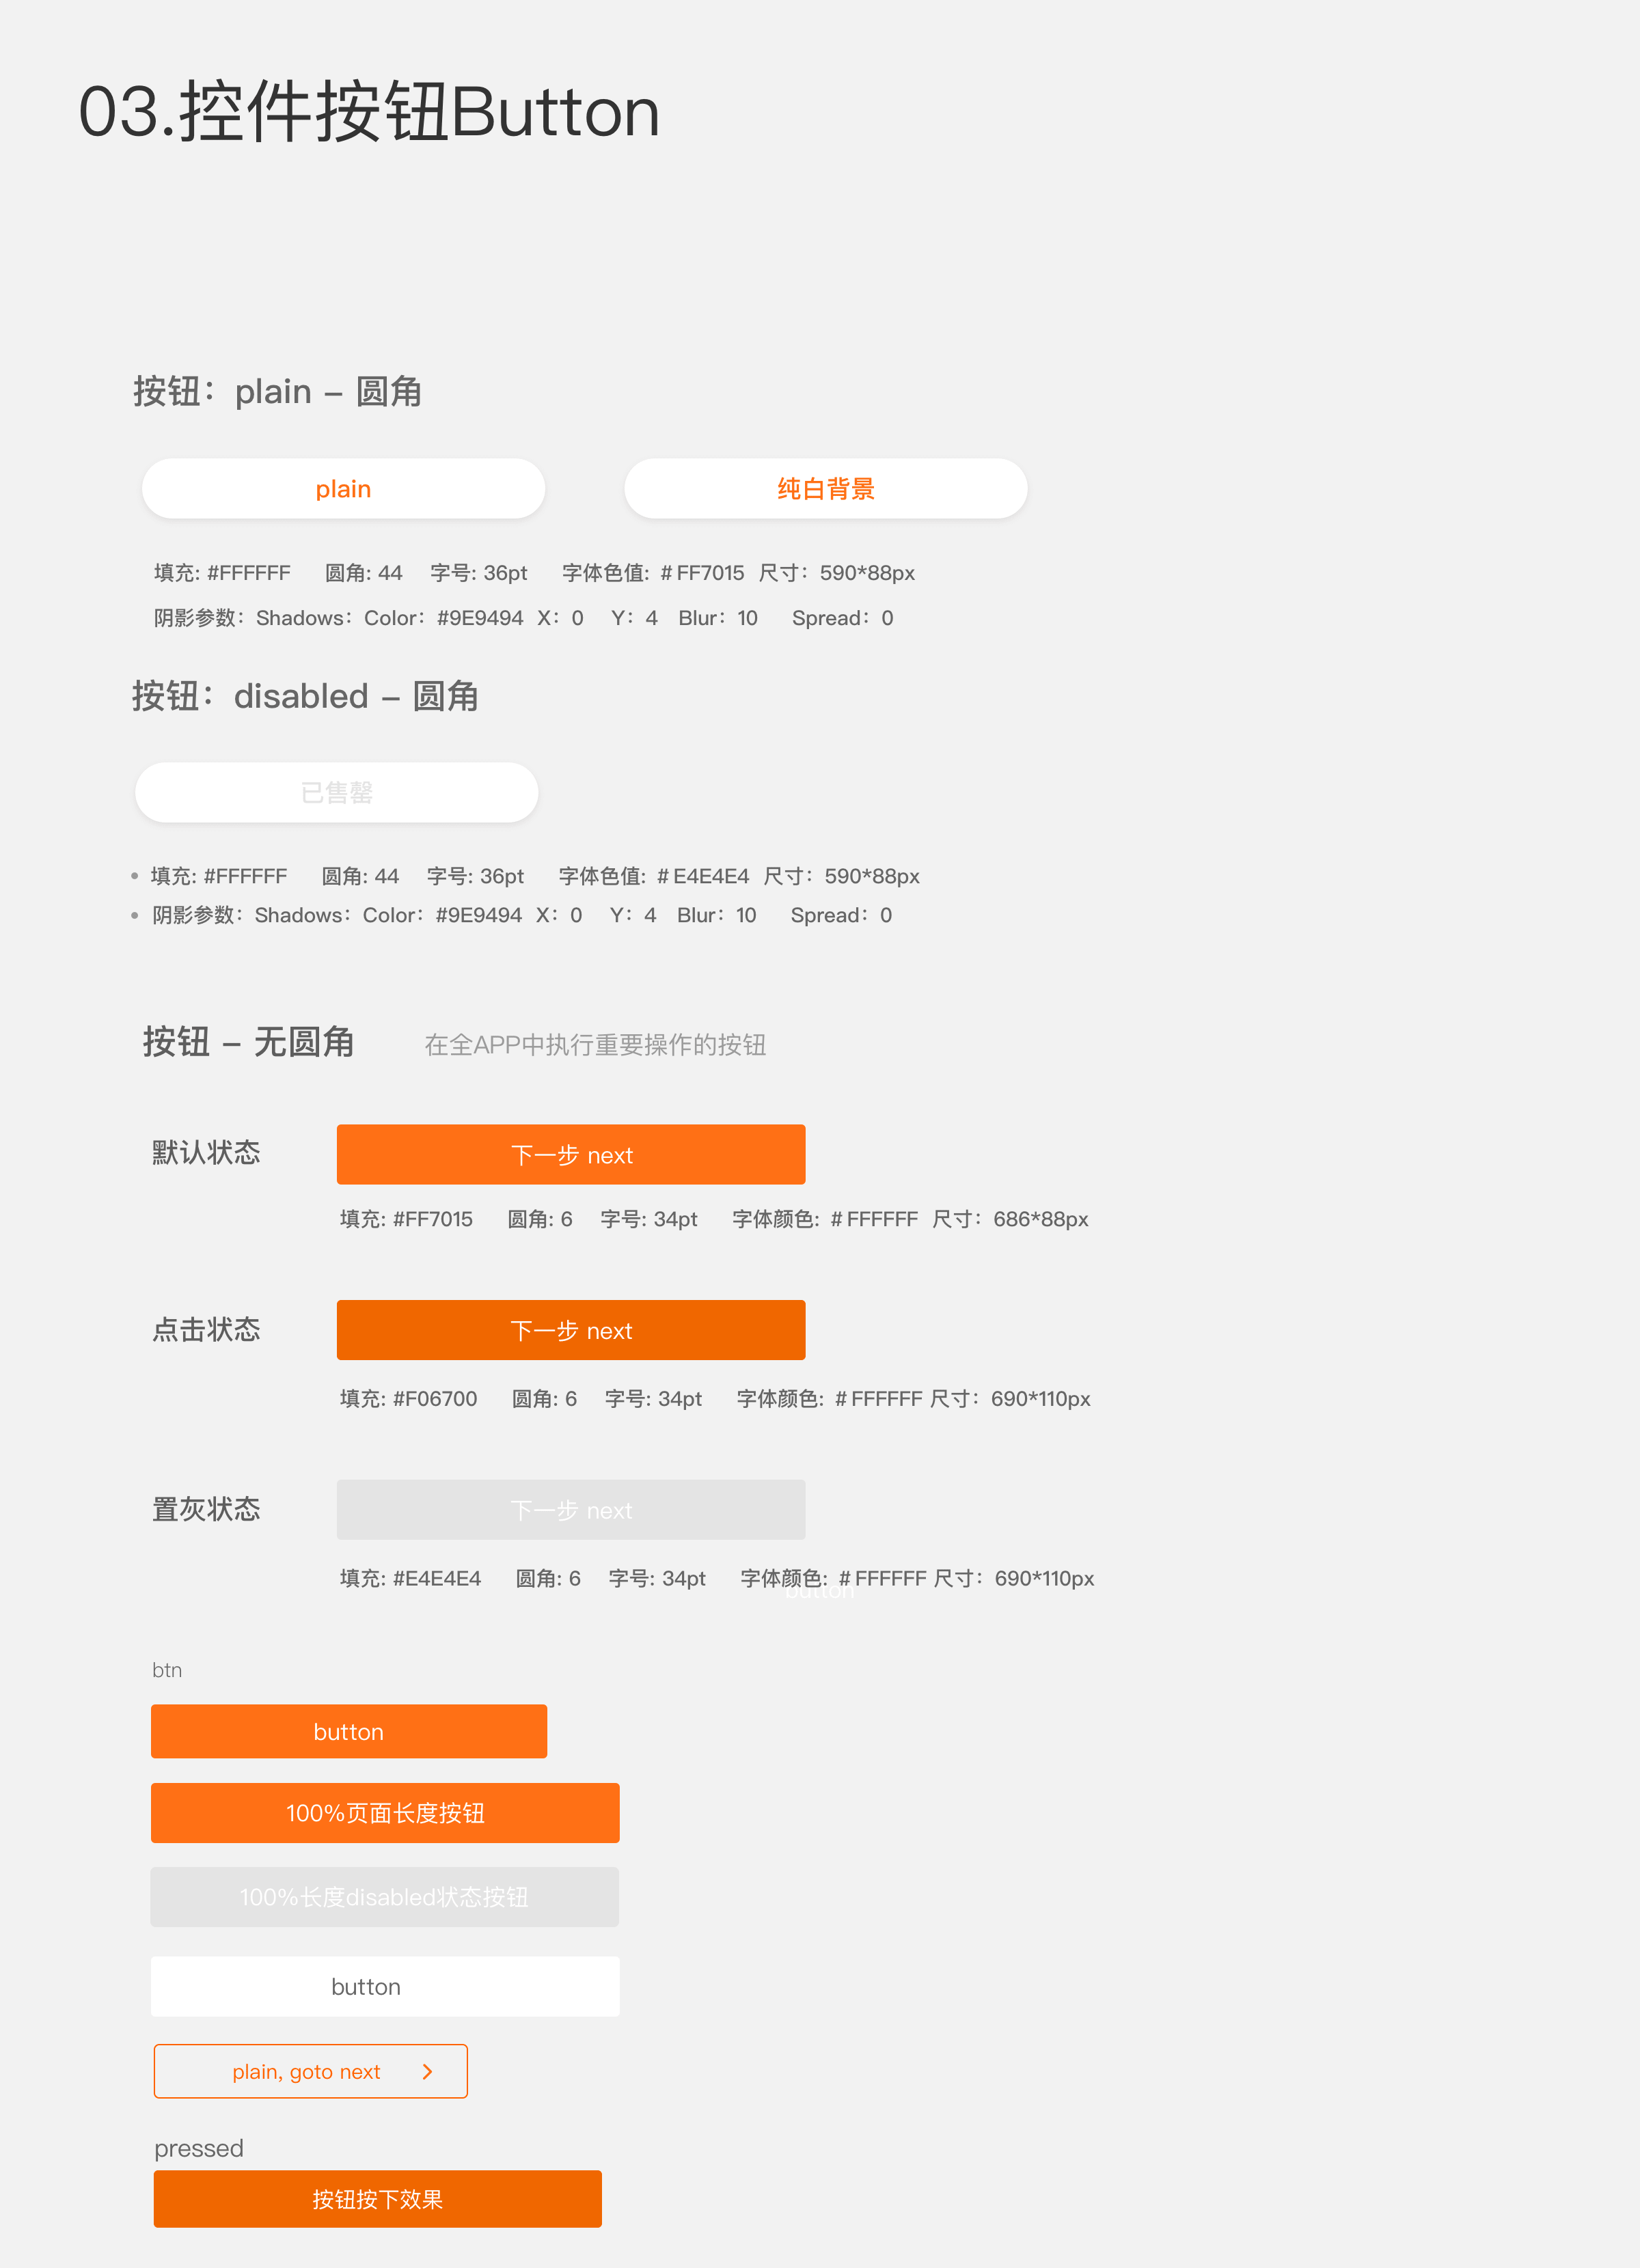 03.控件按钮Button
按钮：plain – 圆角
plain
纯白背景
填充: #FFFFFF 圆角: 44 字号: 36pt 字体色值: # FF7015 尺寸：590*88px
阴影参数：Shadows：Color：#9E9494 X：0 Y：4 Blur：10 Spread：0
按钮：disabled – 圆角
已售罄
填充: #FFFFFF 圆角: 44 字号: 36pt 字体色值: # E4E4E4 尺寸：590*88px
阴影参数：Shadows：Color：#9E9494 X：0 Y：4 Blur：10 Spread：0
按钮 – 无圆角 在全APP中执行重要操作的按钮
默认状态
下一步 next
填充: #FF7015 圆角: 6 字号: 34pt 字体颜色: # FFFFFF 尺寸：686*88px
点击状态
下一步 next
填充: #F06700 圆角: 6 字号: 34pt 字体颜色: # FFFFFF 尺寸：690*110px
置灰状态
下一步 next
填充: #E4E4E4 圆角: 6 字号: 34pt 字体颜色: # FFFFFF 尺寸：690*110px
button
btn
button
100%页面长度按钮
100%长度disabled状态按钮
button
plain, goto next
pressed
按钮按下效果